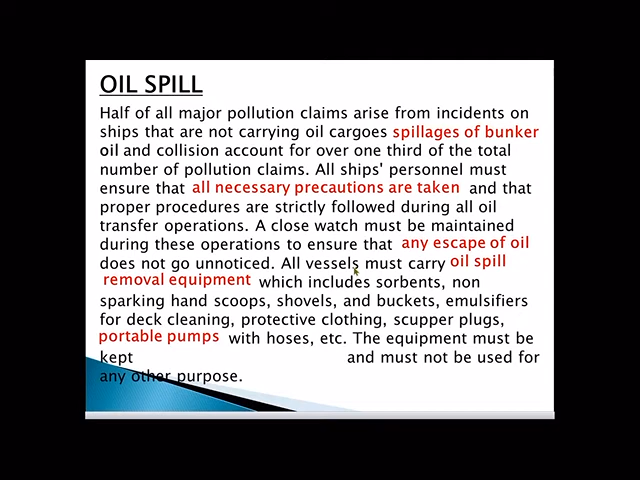 OIL SPILL
Half of all major pollution claims arise from incidents on
ships that are not carrying oil cargoes spillages of bunker
oil and collision account for over one third of the total
number of pollution claims. All ships' personnel must
ensure that all necessary precautions are taken and that
proper procedures are strictly followed during all oil
transfer operations. A close watch must be maintained
during these operations to ensure that any escape of oil
does not go unnoticed. All vessels must carry oil spill
removal equipment which includes sorbents, non
sparking hand scoops, shovels, and buckets, emulsifiers
for deck cleaning, protective clothing, scupper plugs,
portable pumps with hoses, etc. The equipment must be
kept and must not be used for
any other purpose.